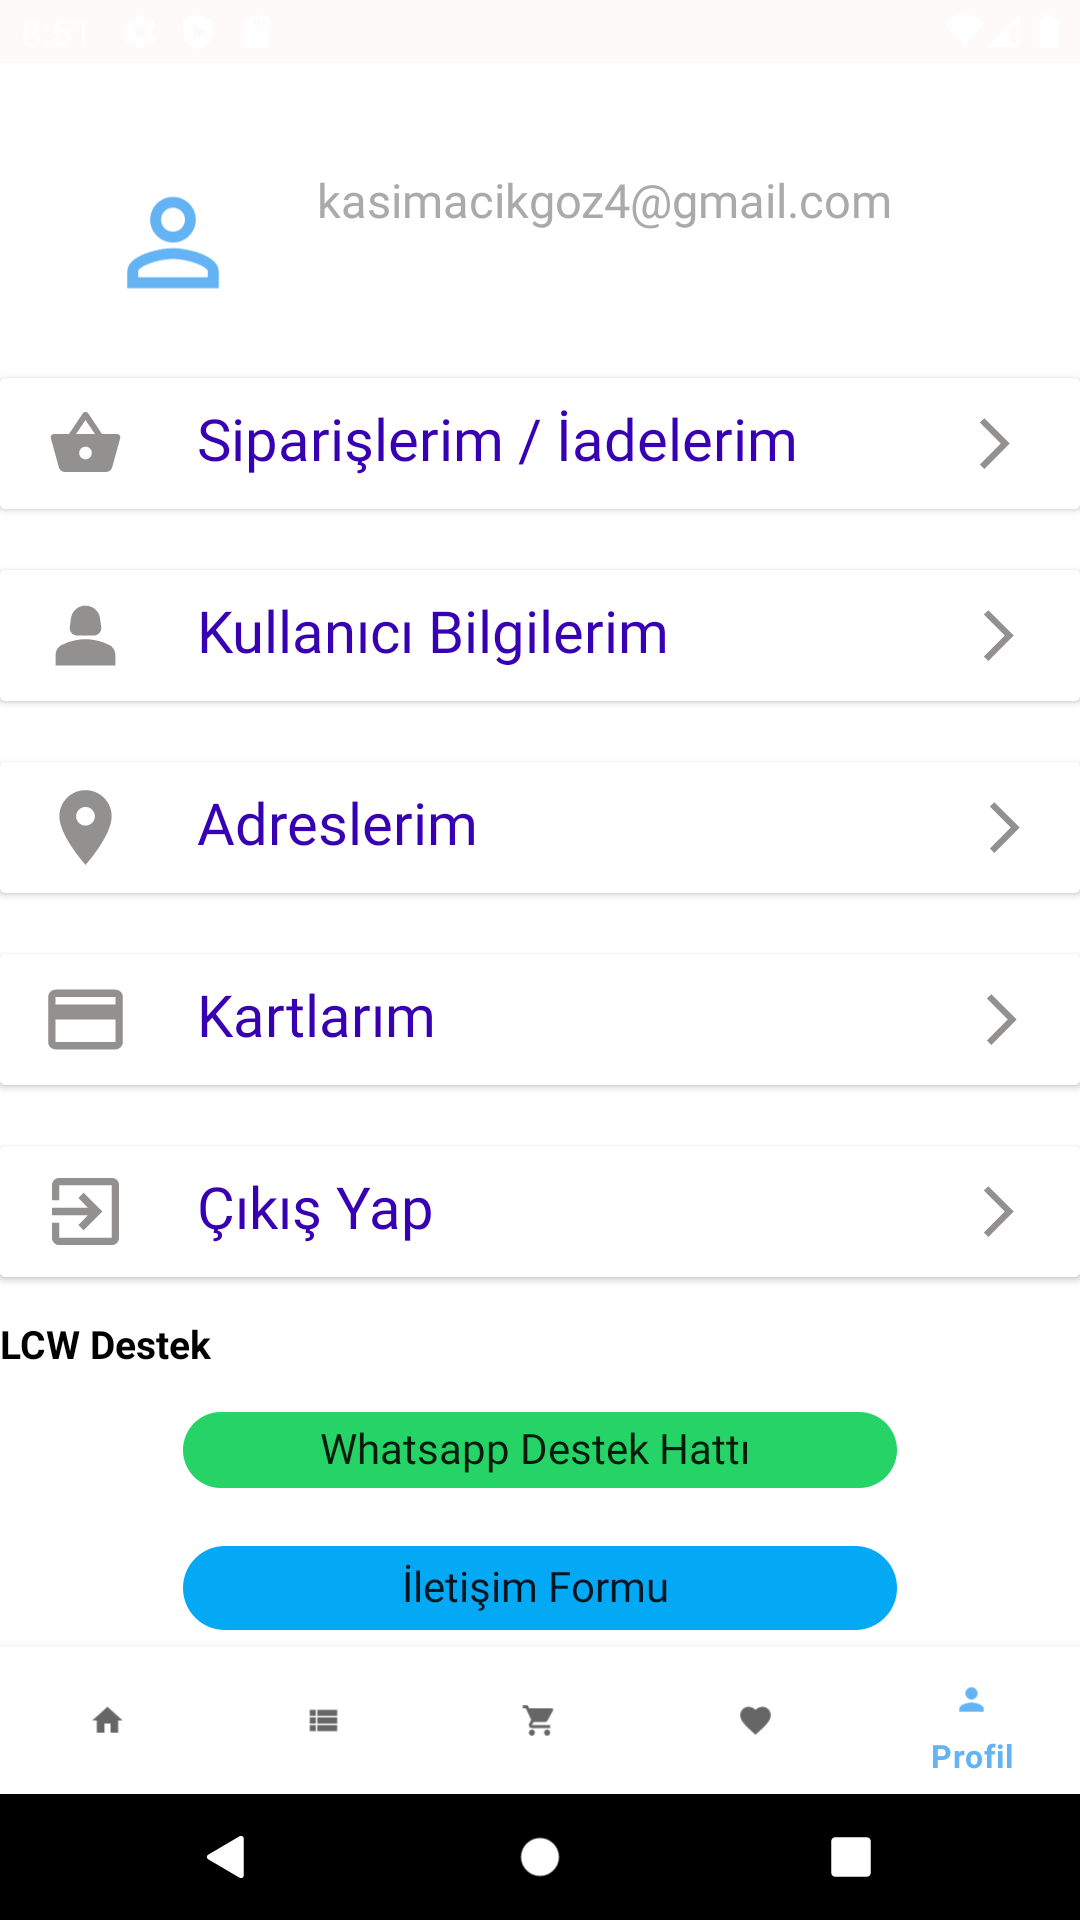 8:51
kasimacikgoz4@gmail.com
Siparişlerim / İadelerim
Kullanıcı Bilgilerim
Adreslerim
Kartlarım
Çıkış Yap
LCW Destek
Whatsapp Destek Hattı
İletişim Formu
Profil